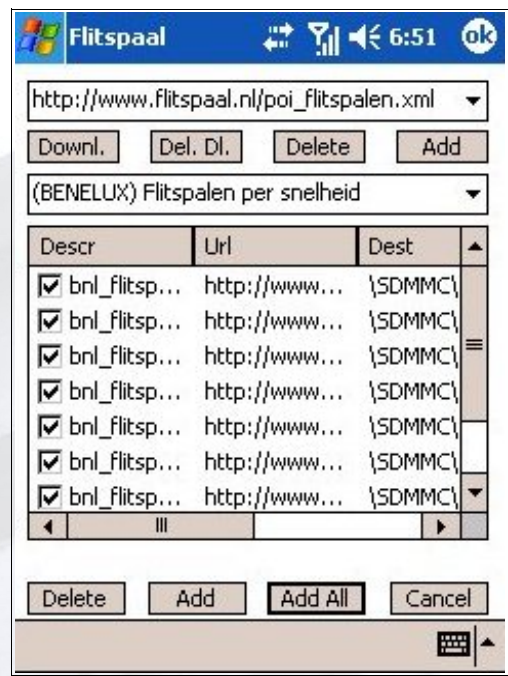 Flitspaal 6:51 ok
http://www.flitspaal.nl/poi_flitspalen.xml
Downl. Del. Dl. Delete Add
(BENELUX) Flitspalen per snelheid
Descr Url Dest
bnl_flitsp... http://www... \SDMMC\
bnl_flitsp... http://www... \SDMMC\
bnl_flitsp... http://www... \SDMMC\
bnl_flitsp... http://www... \SDMMC\
bnl_flitsp... http://www... \SDMMC\
bnl_flitsp... http://www... \SDMMC\
bnl_flitsp... http://www... \SDMMC\
Delete Add Add All Cancel